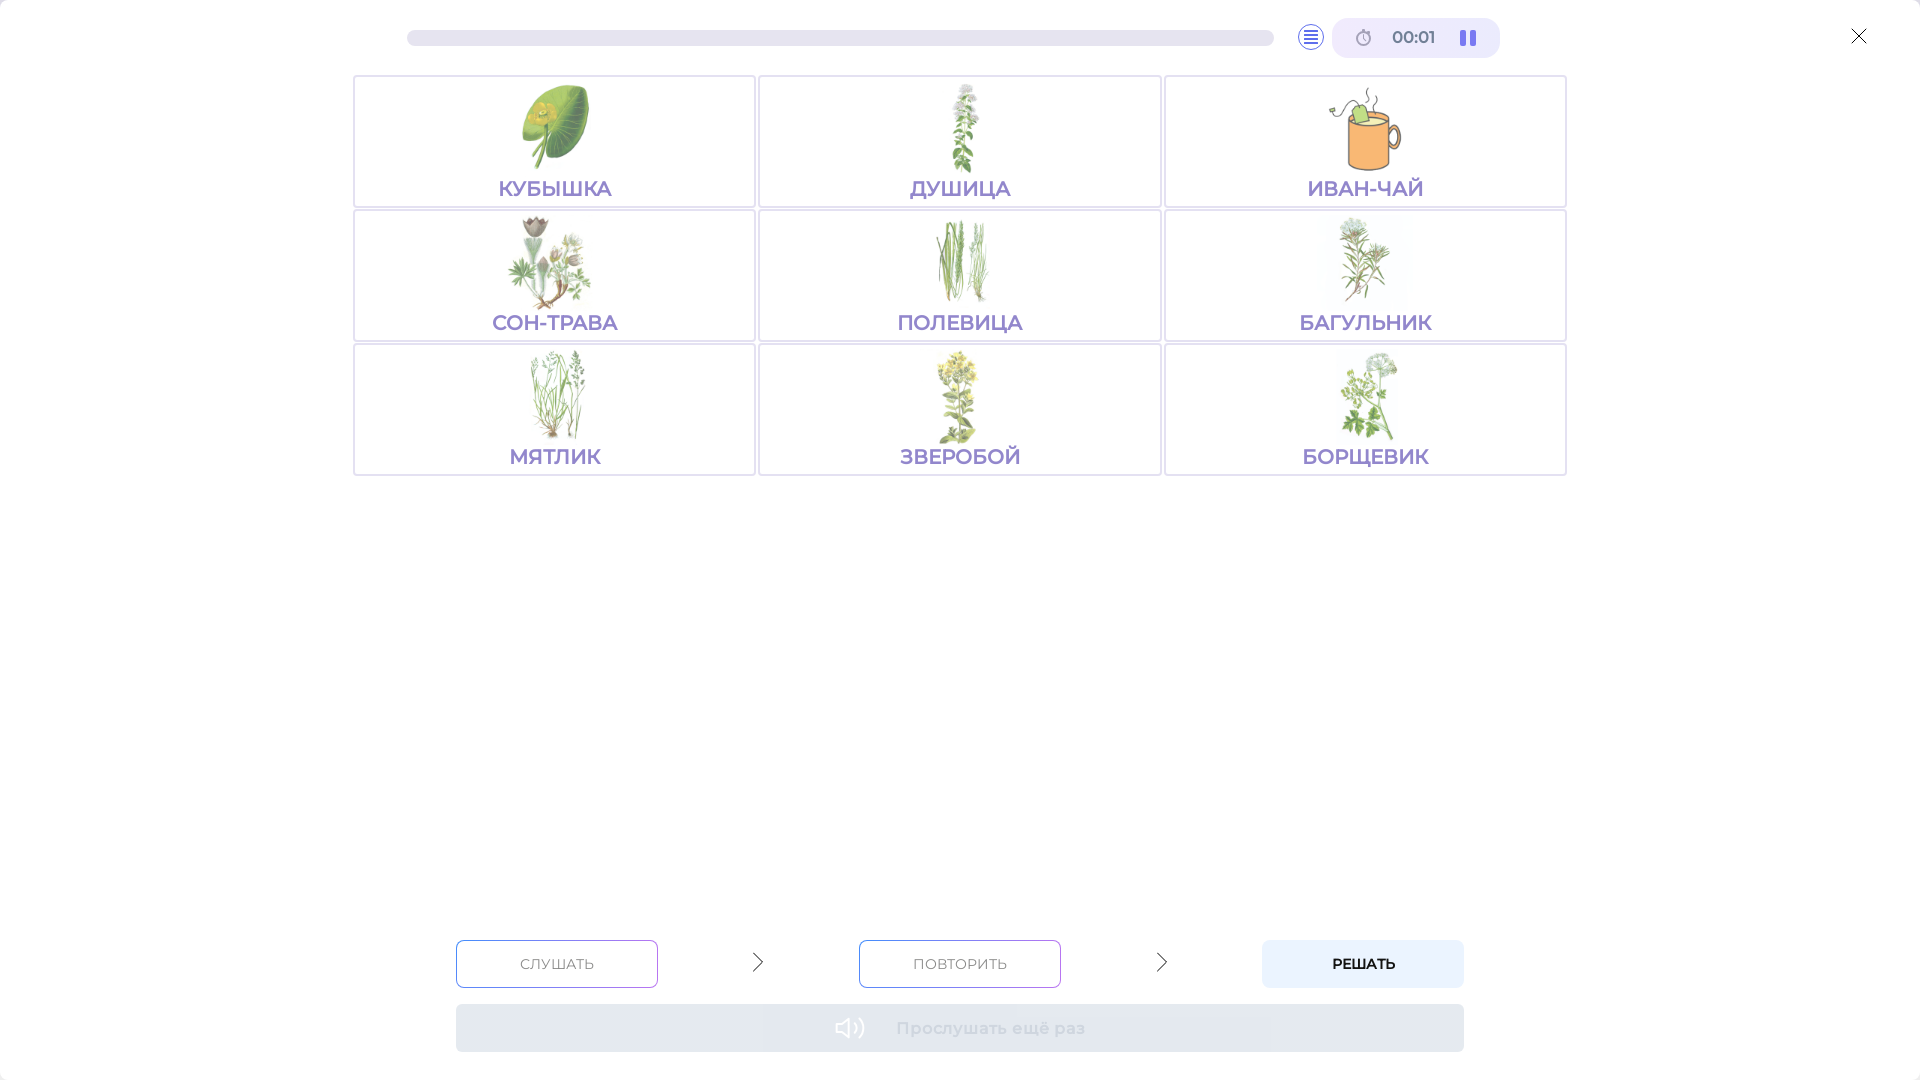 00:01
КУБЫШКА
ДУШИЦА
ИВАН-ЧАЙ
СОН-ТРАВА
ПОЛЕВИЦА
БАГУЛЬНИК
МЯТЛИК
ЗВЕРОБОЙ
БОРЩЕВИК
СЛУШАТЬ
ПОВТОРИТЬ
РЕШАТЬ
Прослушать ещё раз